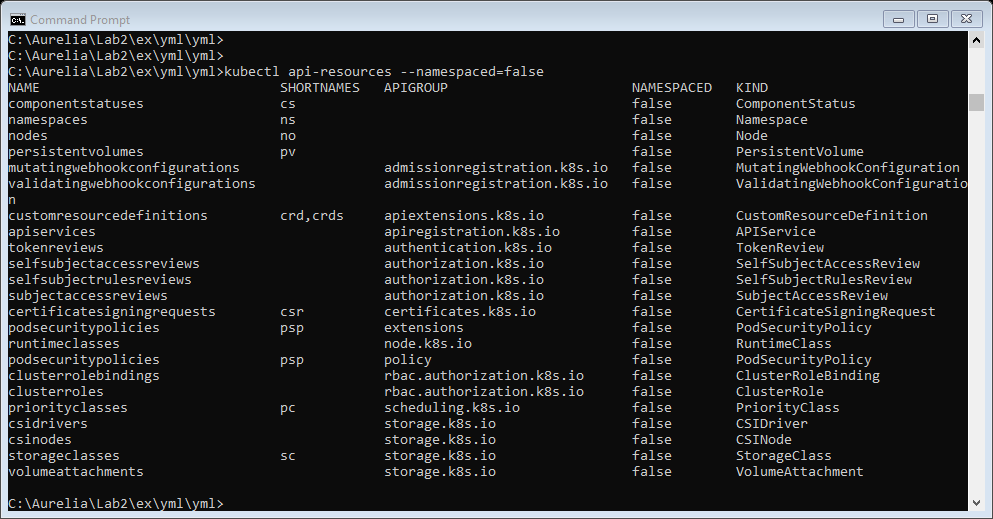 Command Prompt
C:\Aurelia\Lab2\ex\yml\yml>
C:\Aurelia\Lab2\ex\yml\yml>
C:\Aurelia\Lab2\ex\yml\yml>kubectl api-resources --namespaced=false
NAME SHORTNAMES APIGROUP NAMESPACED KIND
componentstatuses cs false ComponentStatus
namespaces ns false Namespace
nodes no false Node
persistentvolumes pv false PersistentVolume
mutatingwebhookconfigurations admissionregistration.k8s.io false MutatingWebhookConfiguration
validatingwebhookconfigurations admissionregistration.k8s.io false ValidatingWebhookConfiguratio
n
customresourcedefinitions crd,crds apiextensions.k8s.io false CustomResourceDefinition
apiservices apiregistration.k8s.io false APIService
tokenreviews authentication.k8s.io false TokenReview
selfsubjectaccessreviews authorization.k8s.io false SelfSubjectAccessReview
selfsubjectrulesreviews authorization.k8s.io false SelfSubjectRulesReview
subjectaccessreviews authorization.k8s.io false SubjectAccessReview
certificatesigningrequests csr certificates.k8s.io false CertificateSigningRequest
podsecuritypolicies psp extensions false PodSecurityPolicy
runtimeclasses node.k8s.io false RuntimeClass
podsecuritypolicies psp policy false PodSecurityPolicy
clusterrolebindings rbac.authorization.k8s.io false ClusterRoleBinding
clusterroles rbac.authorization.k8s.io false ClusterRole
priorityclasses pc scheduling.k8s.io false PriorityClass
csidrivers storage.k8s.io false CSIDriver
csinodes storage.k8s.io false CSINode
storageclasses sc storage.k8s.io false StorageClass
volumeattachments storage.k8s.io false VolumeAttachment
C:\Aurelia\Lab2\ex\yml\yml>